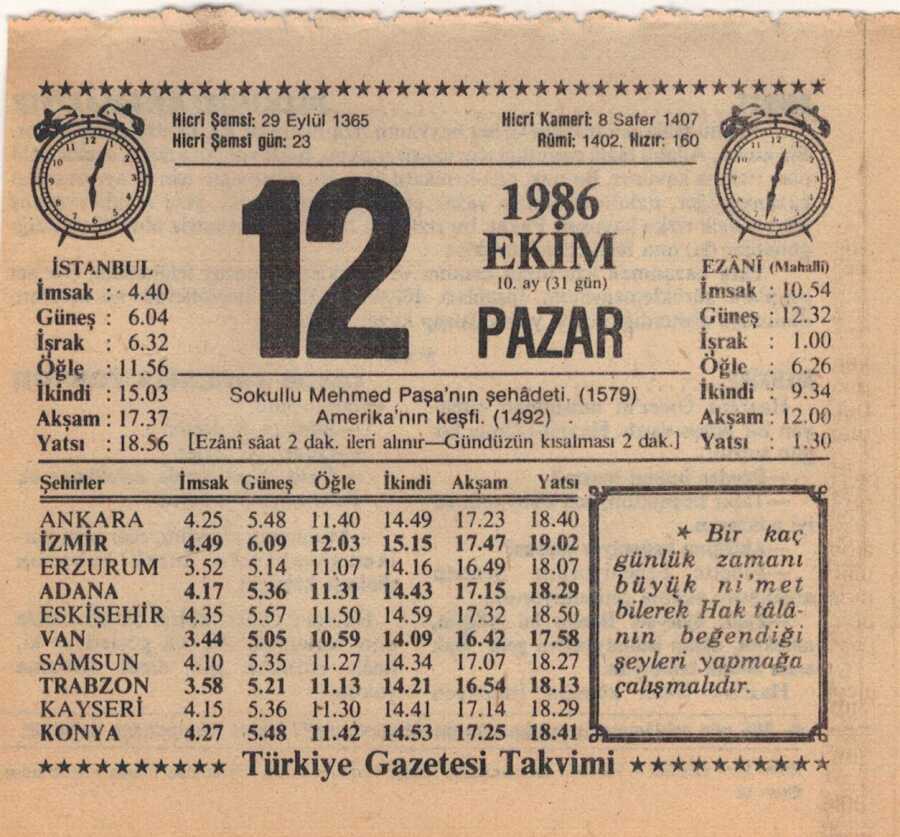 Hicrî Şemsî: 29 Eylül 1365
Hicrî Şemsî gün: 23
Hicrî Kamerî: 8 Safer 1407
Rûmî: 1402, Hızır: 160
12
1986
EKİM
10. ay (31 gün)
PAZAR
İSTANBUL
İmsak : 4.40
Güneş : 6.04
İşrak : 6.32
Öğle : 11.56
İkindi : 15.03
Akşam : 17.37
Yatsı : 18.56
EZÂNÎ (Mahallî)
İmsak : 10.54
Güneş : 12.32
İşrak : 1.00
Öğle : 6.26
İkindi : 9.34
Akşam : 12.00
Yatsı : 1.30
Sokullu Mehmed Paşa'nın şehâdeti. (1579)
Amerika'nın keşfi. (1492)
[Ezânî sâat 2 dak. ileri alınır—Gündüzün kısalması 2 dak.]
Şehirler İmsak Güneş Öğle İkindi Akşam Yatsı
ANKARA 4.25 5.48 11.40 14.49 17.23 18.40
İZMİR 4.49 6.09 12.03 15.15 17.47 19.02
ERZURUM 3.52 5.14 11.07 14.16 16.49 18.07
ADANA 4.17 5.36 11.31 14.43 17.15 18.29
ESKİŞEHİR 4.35 5.57 11.50 14.59 17.32 18.50
VAN 3.44 5.05 10.59 14.09 16.42 17.58
SAMSUN 4.10 5.35 11.27 14.34 17.07 18.27
TRABZON 3.58 5.21 11.13 14.21 16.54 18.13
KAYSERİ 4.15 5.36 11.30 14.41 17.14 18.29
KONYA 4.27 5.48 11.42 14.53 17.25 18.41
* Bir kaç
günlük zamanı
büyük ni'met
bilerek Hak tâlâ-
nın beğendiği
şeyleri yapmağa
çalışmalıdır.
Türkiye Gazetesi Takvimi